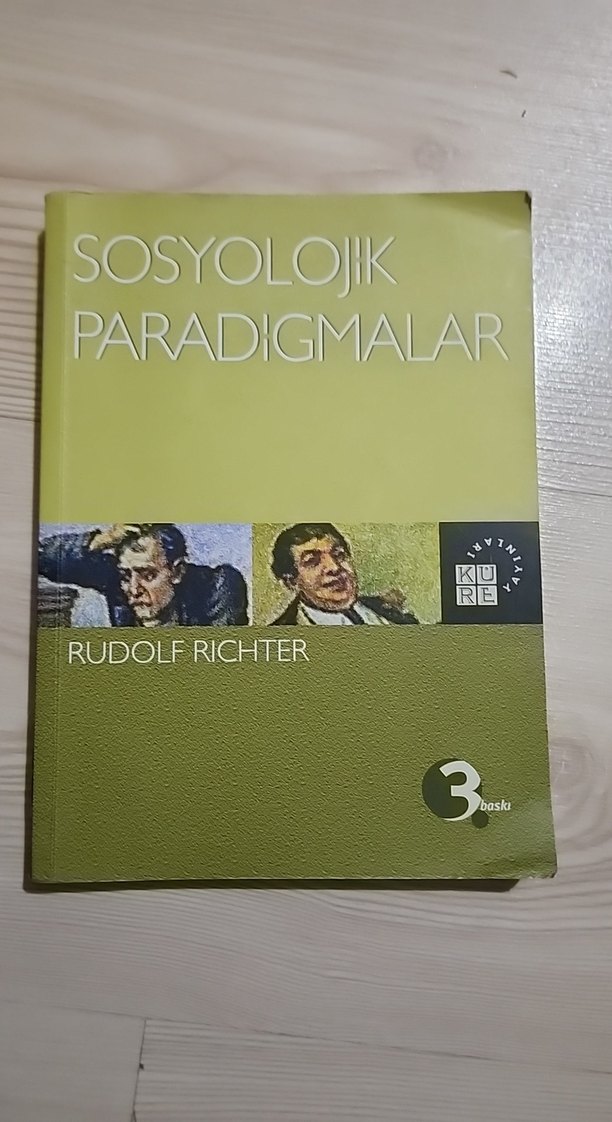 SOSYOLOJİK
PARADİGMALAR
KÜRE
YAYINLARI
RUDOLF RICHTER
3.
baskı